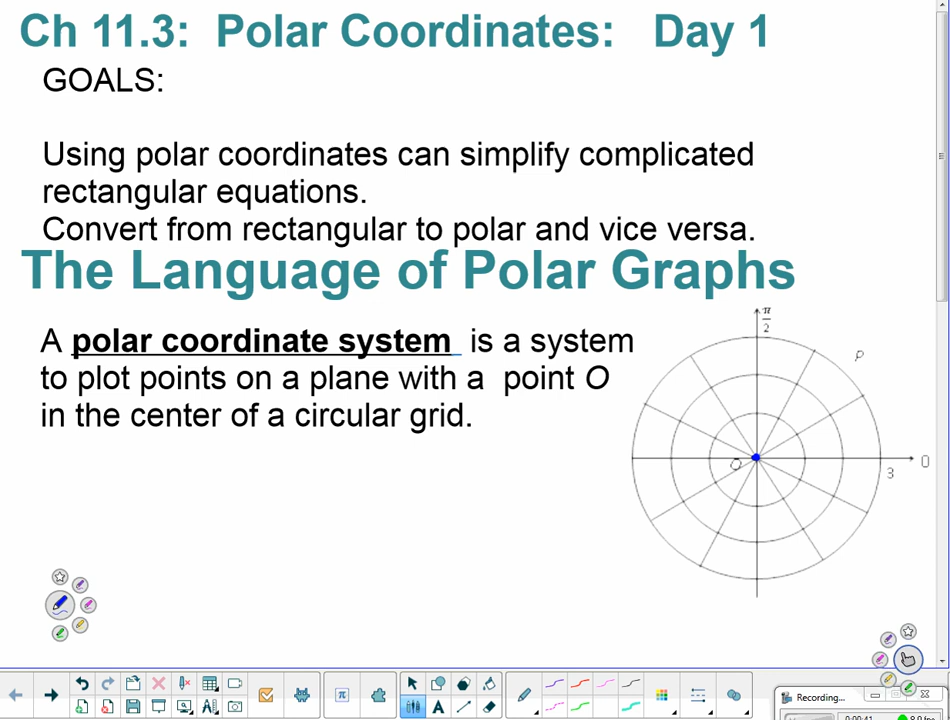 Ch 11.3: Polar Coordinates: Day 1
GOALS:
Using polar coordinates can simplify complicated
rectangular equations.
Convert from rectangular to polar and vice versa.
The Language of Polar Graphs
A polar coordinate system is a system
to plot points on a plane with a point O
in the center of a circular grid.
π
2
P
O
0
3
π
A
Recording...